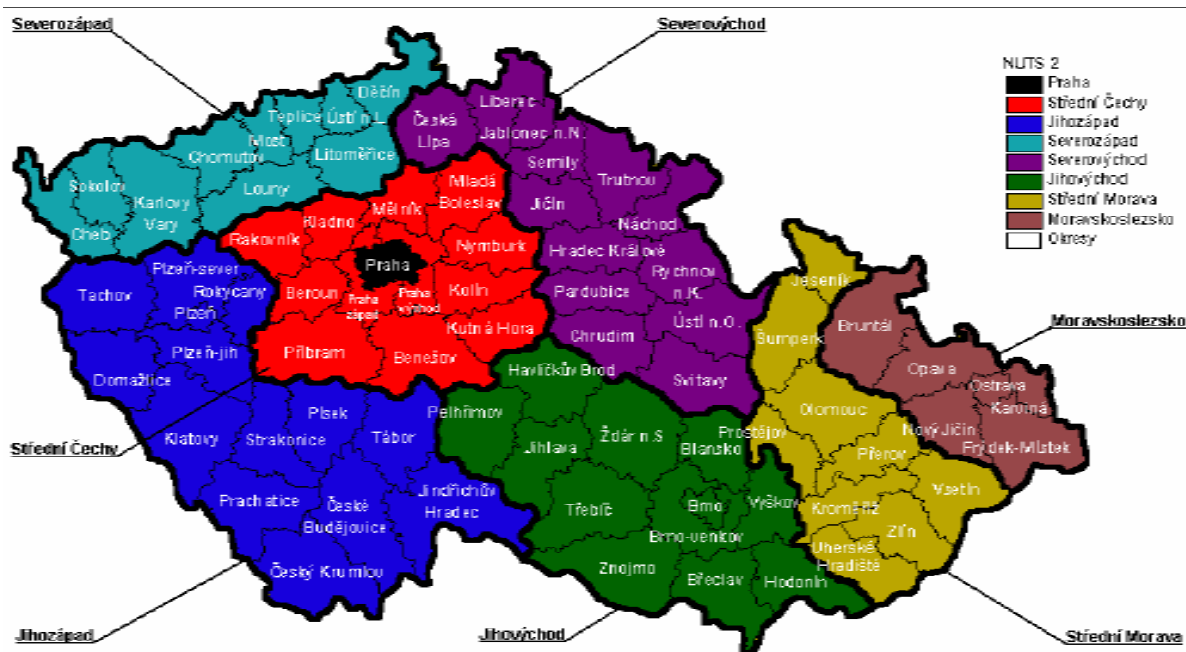 Severozápad
Severovýchod
NUTS 2
Praha
Střední Čechy
Jihozápad
Severozápad
Severovýchod
Jihovýchod
Střední Morava
Moravskoslezsko
Okresy
Děčín
Teplice
Ústí n.L.
Most
Chomutov
Litoměřice
Louny
Sokolov
Karlovy
Vary
Cheb
Česká
Lípa
Liberec
Jablonec n.N.
Semily
Trutnov
Jičín
Náchod
Hradec Králové
Rychnov
n.K.
Pardubice
Ústí n.O.
Chrudim
Svitavy
Mladá
Boleslav
Mělník
Kladno
Rakovník
Nymburk
Praha
Beroun
Praha
západ
Praha
východ
Kolín
Kutná Hora
Příbram
Benešov
Plzeň-sever
Rokycany
Tachov
Plzeň
Plzeň-jih
Domažlice
Klatovy
Písek
Strakonice
Tábor
Prachatice
České
Budějovice
Jindřichův
Hradec
Český Krumlov
Havlíčkův Brod
Pelhřimov
Jihlava
Žďár n.S
Blansko
Třebíč
Brno
Vyškov
Brno-venkov
Znojmo
Břeclav
Hodonín
Jeseník
Šumperk
Olomouc
Prostějov
Přerov
Kroměříž
Vsetín
Zlín
Uherské
Hradiště
Bruntál
Opava
Ostrava
Karviná
Nový Jičín
Frýdek-Místek
Moravskoslezsko
Střední Čechy
Jihozápad
Jihovýchod
Střední Morava